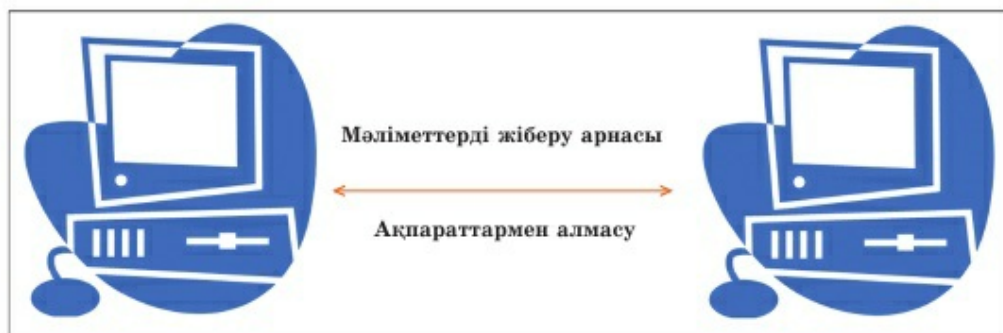 Мәліметтерді жіберу арнасы
Ақпараттармен алмасу